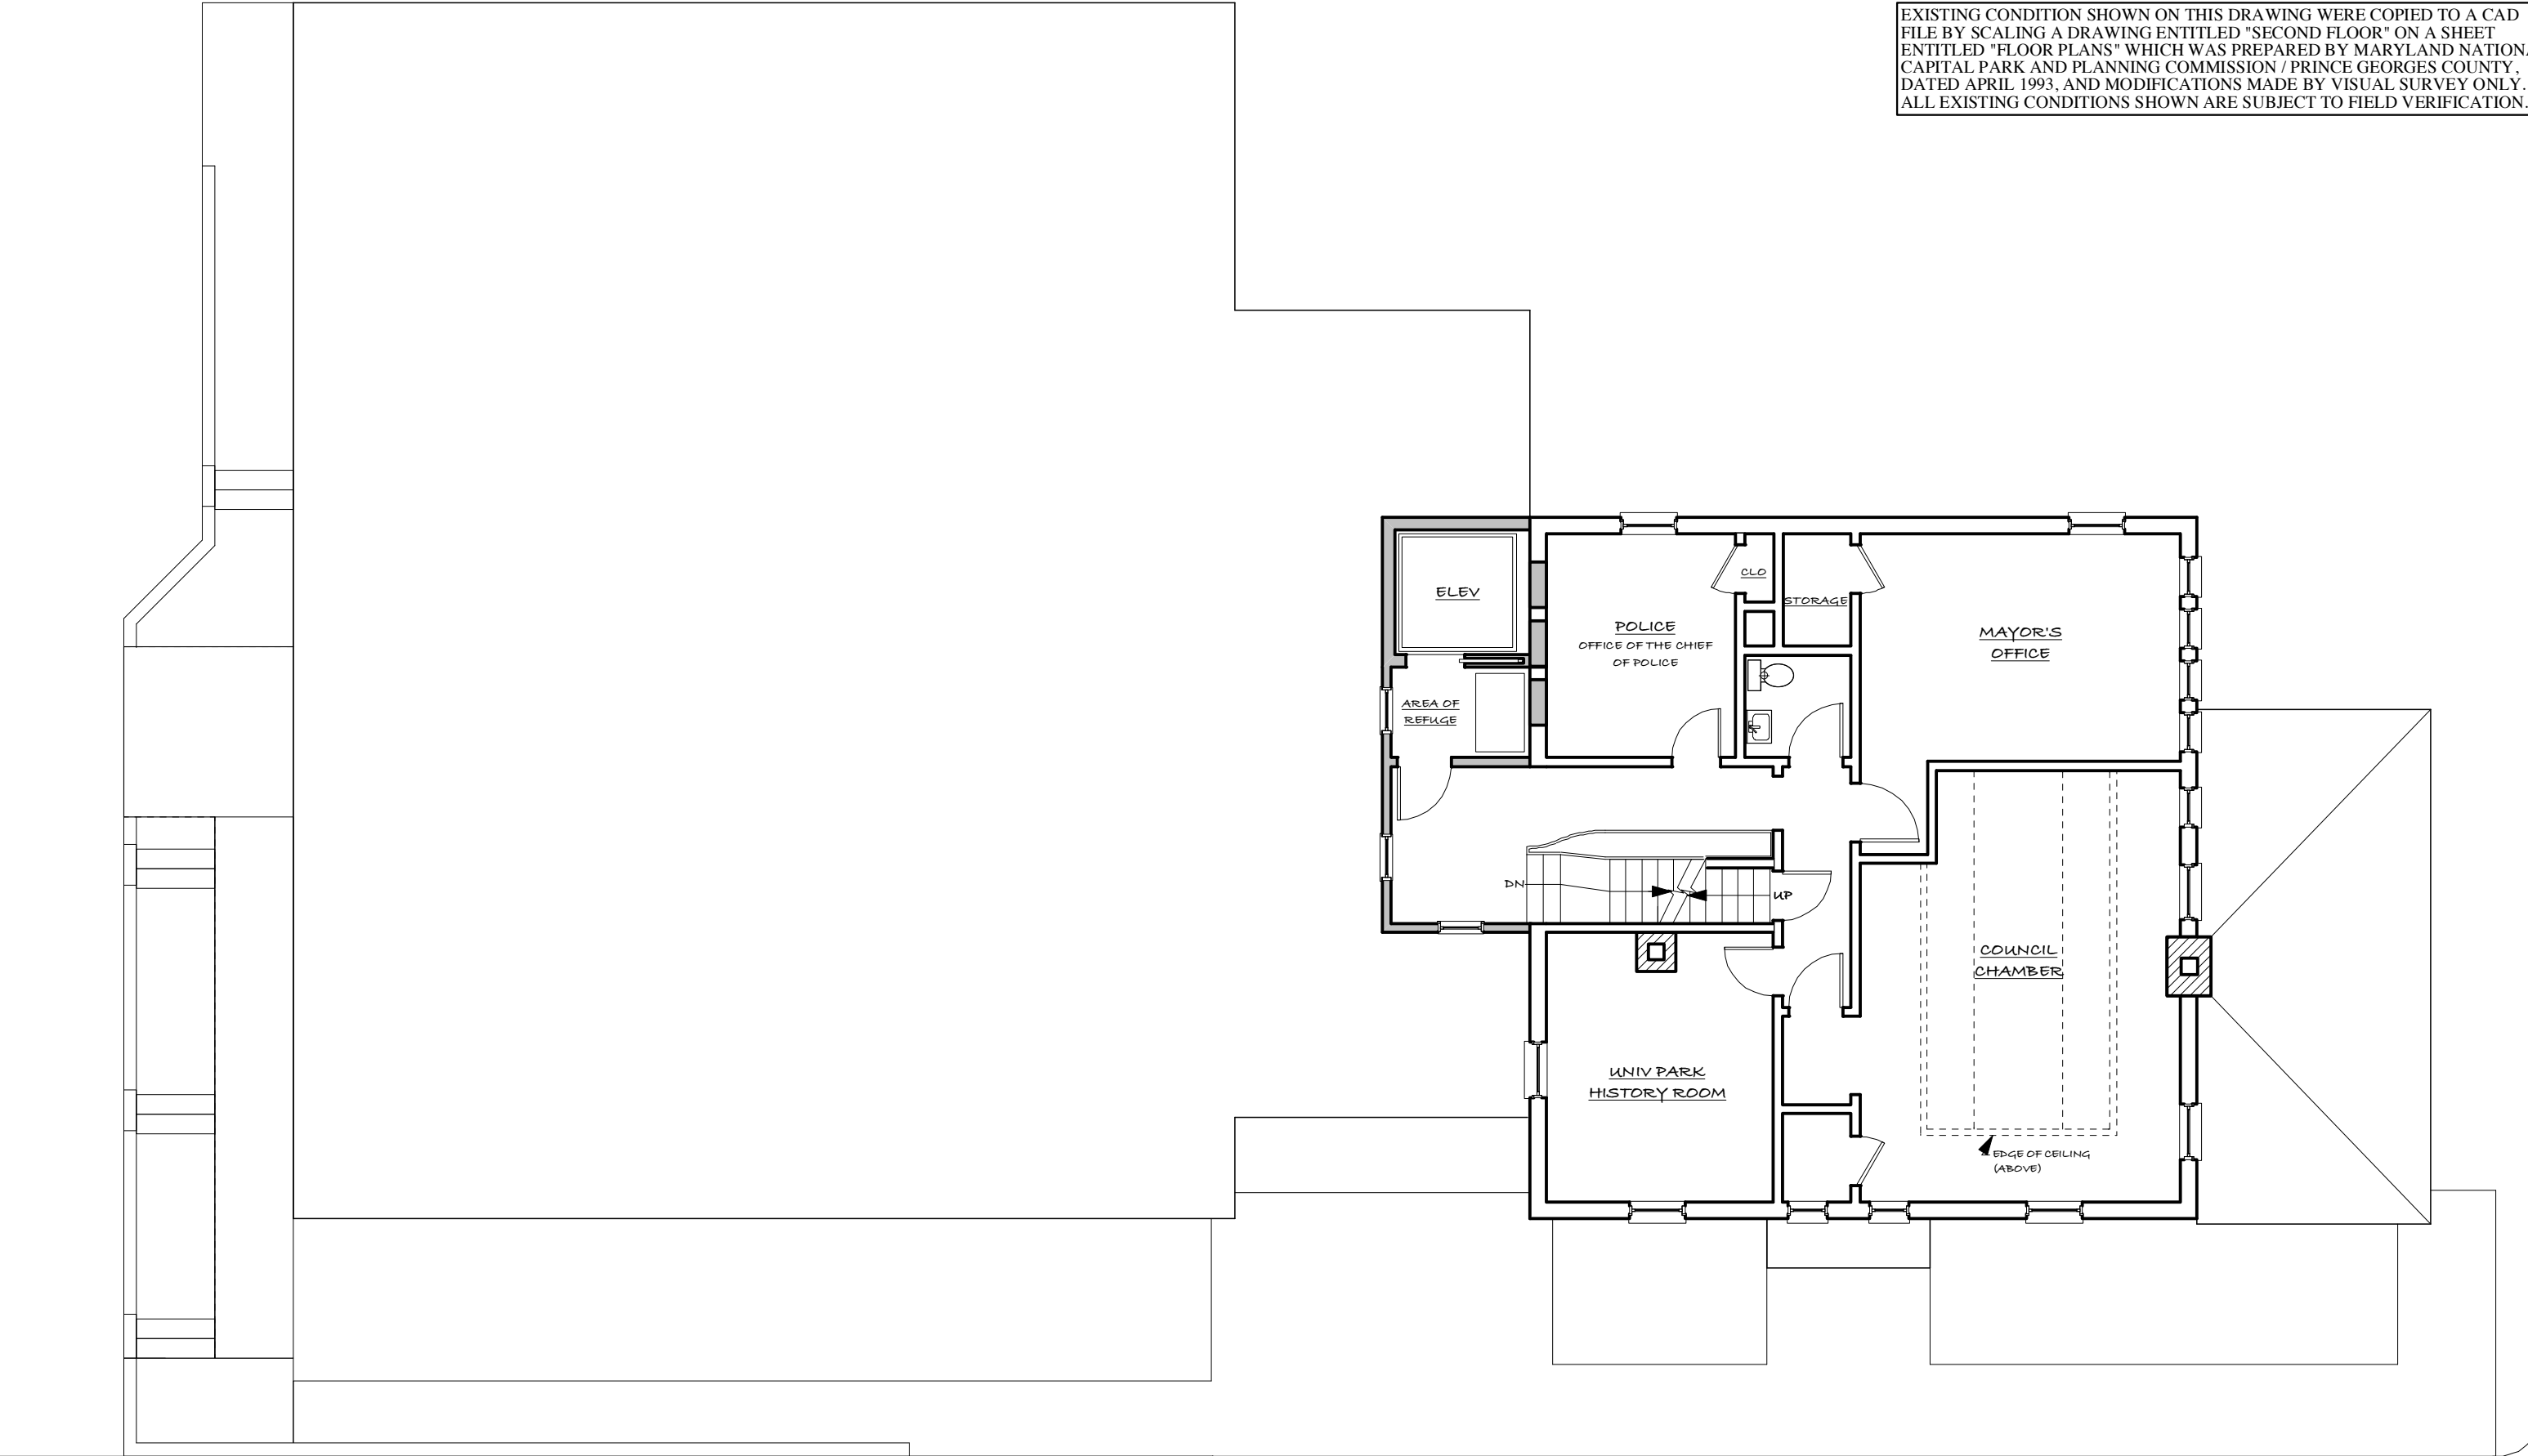 EXISTING CONDITION SHOWN ON THIS DRAWING WERE COPIED TO A CAD
FILE BY SCALING A DRAWING ENTITLED "SECOND FLOOR" ON A SHEET
ENTITLED "FLOOR PLANS" WHICH WAS PREPARED BY MARYLAND NATIONA
CAPITAL PARK AND PLANNING COMMISSION / PRINCE GEORGES COUNTY,
DATED APRIL 1993, AND MODIFICATIONS MADE BY VISUAL SURVEY ONLY.
ALL EXISTING CONDITIONS SHOWN ARE SUBJECT TO FIELD VERIFICATION.
ELEV
CLO
STORAGE
POLICE
OFFICE OF THE CHIEF
OF POLICE
MAYOR'S
OFFICE
AREA OF
REFUGE
DN
UP
COUNCIL
CHAMBER
UNIV PARK
HISTORY ROOM
EDGE OF CEILING
(ABOVE)